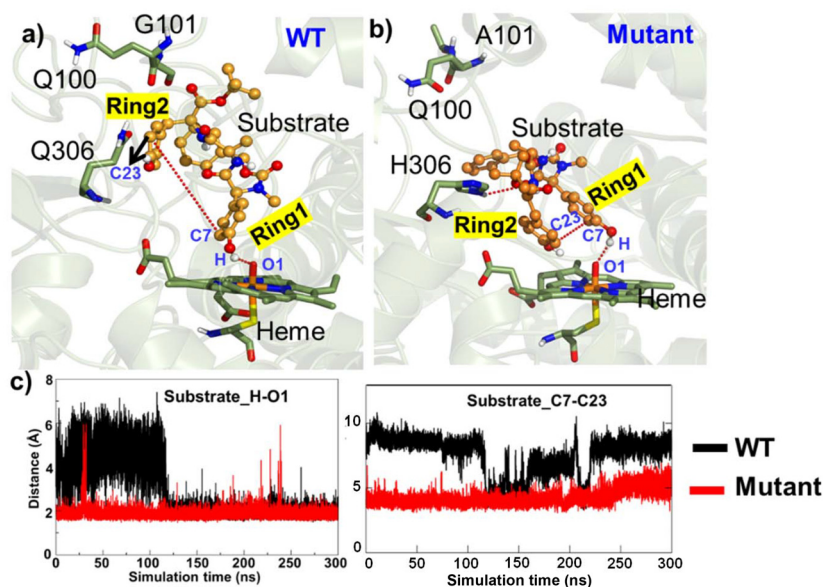 a)
G101
WT
Q100
Ring2
Substrate
Q306
C23
C7
Ring1
H
O1
Heme
b)
A101
Mutant
Q100
Substrate
H306
Ring1
Ring2
C23
C7
H
O1
Heme
c)
8
6
4
2
0
Distance (Å)
Substrate_H-O1
0 50 100 150 200 250 300
Simulation time (ns)
10
5
0
Substrate_C7-C23
0 50 100 150 200 250 300
Simulation time (ns)
WT
Mutant